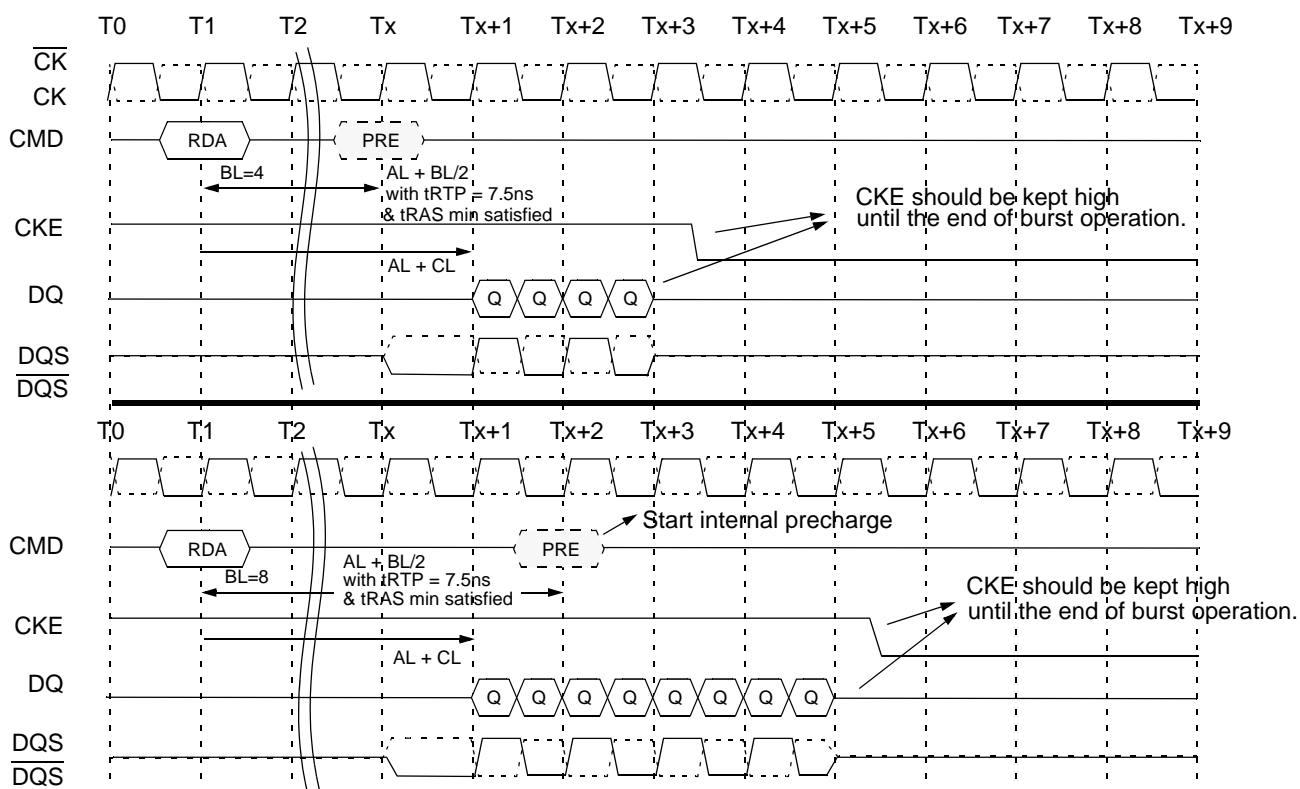 T0 T1 T2 Tx Tx+1 Tx+2 Tx+3 Tx+4 Tx+5 Tx+6 Tx+7 Tx+8 Tx+9
CK
CK
CMD RDA PRE
BL=4 AL + BL/2
with tRTP = 7.5ns
& tRAS min satisfied
CKE should be kept high
until the end of burst operation.
CKE
AL + CL
DQ Q Q Q Q
DQS
DQS
T0 T1 T2 Tx Tx+1 Tx+2 Tx+3 Tx+4 Tx+5 Tx+6 Tx+7 Tx+8 Tx+9
Start internal precharge
CMD RDA PRE
BL=8 AL + BL/2
with tRTP = 7.5ns
& tRAS min satisfied
CKE should be kept high
until the end of burst operation.
CKE
AL + CL
DQ Q Q Q Q Q Q Q Q
DQS
DQS